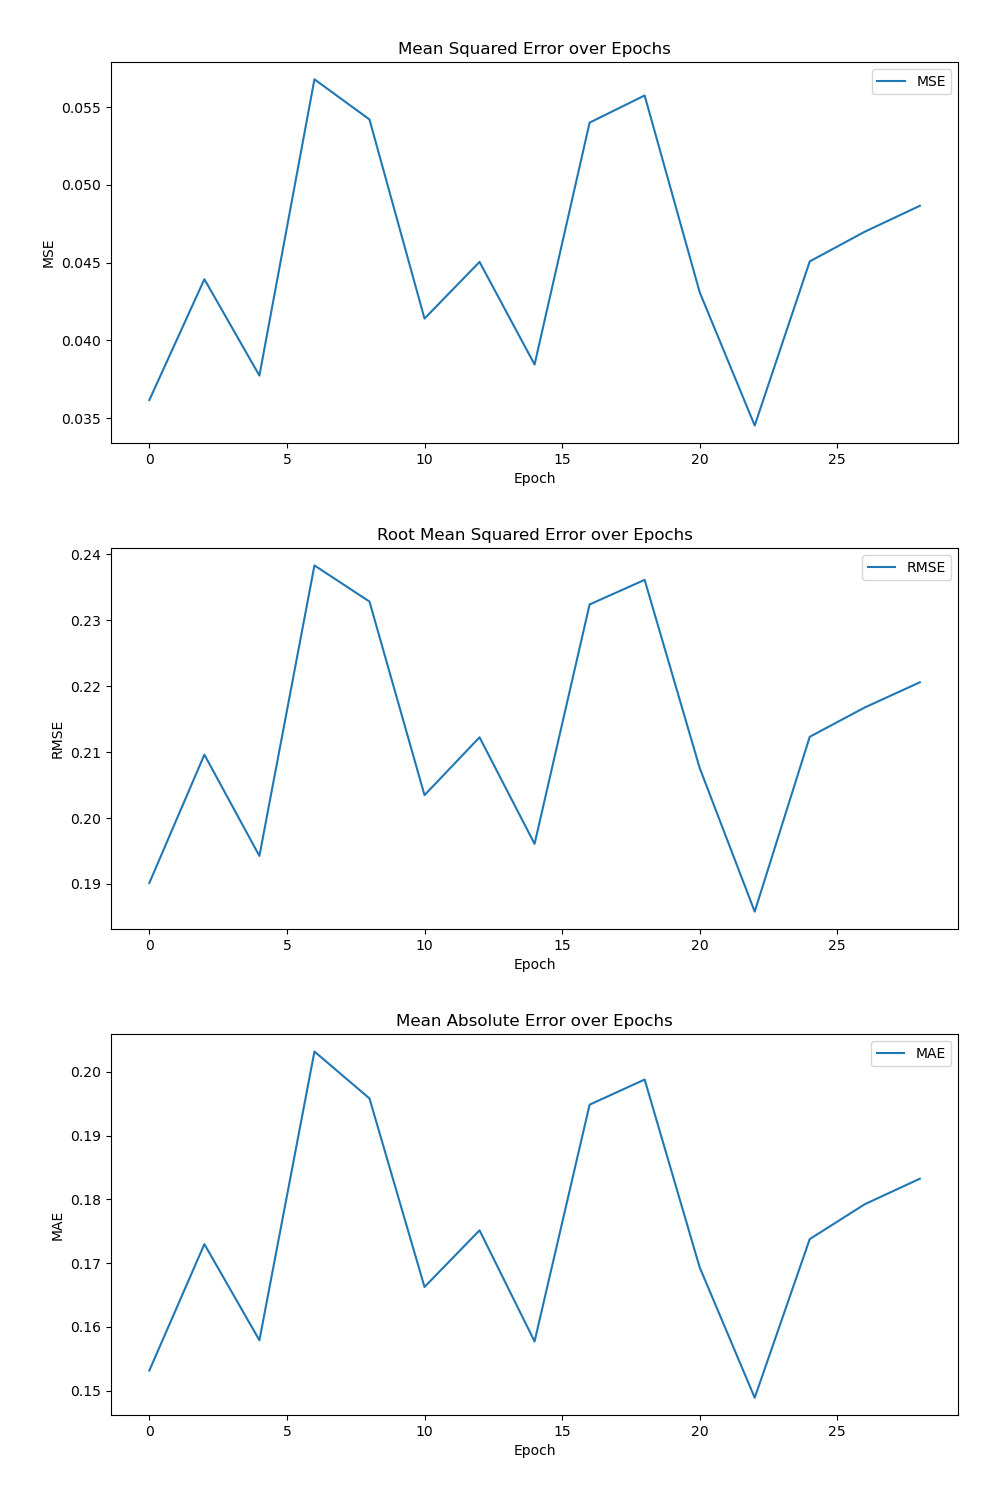 Mean Squared Error over Epochs
MSE
0.055
0.050
0.045
0.040
0.035
MSE
0 5 10 15 20 25
Epoch
Root Mean Squared Error over Epochs
RMSE
0.24
0.23
0.22
0.21
0.20
0.19
RMSE
0 5 10 15 20 25
Epoch
Mean Absolute Error over Epochs
MAE
0.20
0.19
0.18
0.17
0.16
0.15
MAE
0 5 10 15 20 25
Epoch